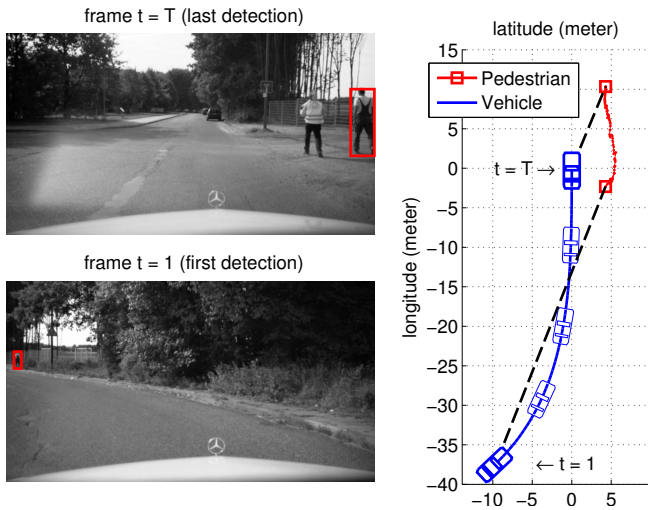 frame t = T (last detection)
frame t = 1 (first detection)
latitude (meter)
longitude (meter)
15
5
0
−5
−10
−15
−20
−25
−30
−35
−40
−10
−5
0
5
Pedestrian
Vehicle
t = T →
← t = 1